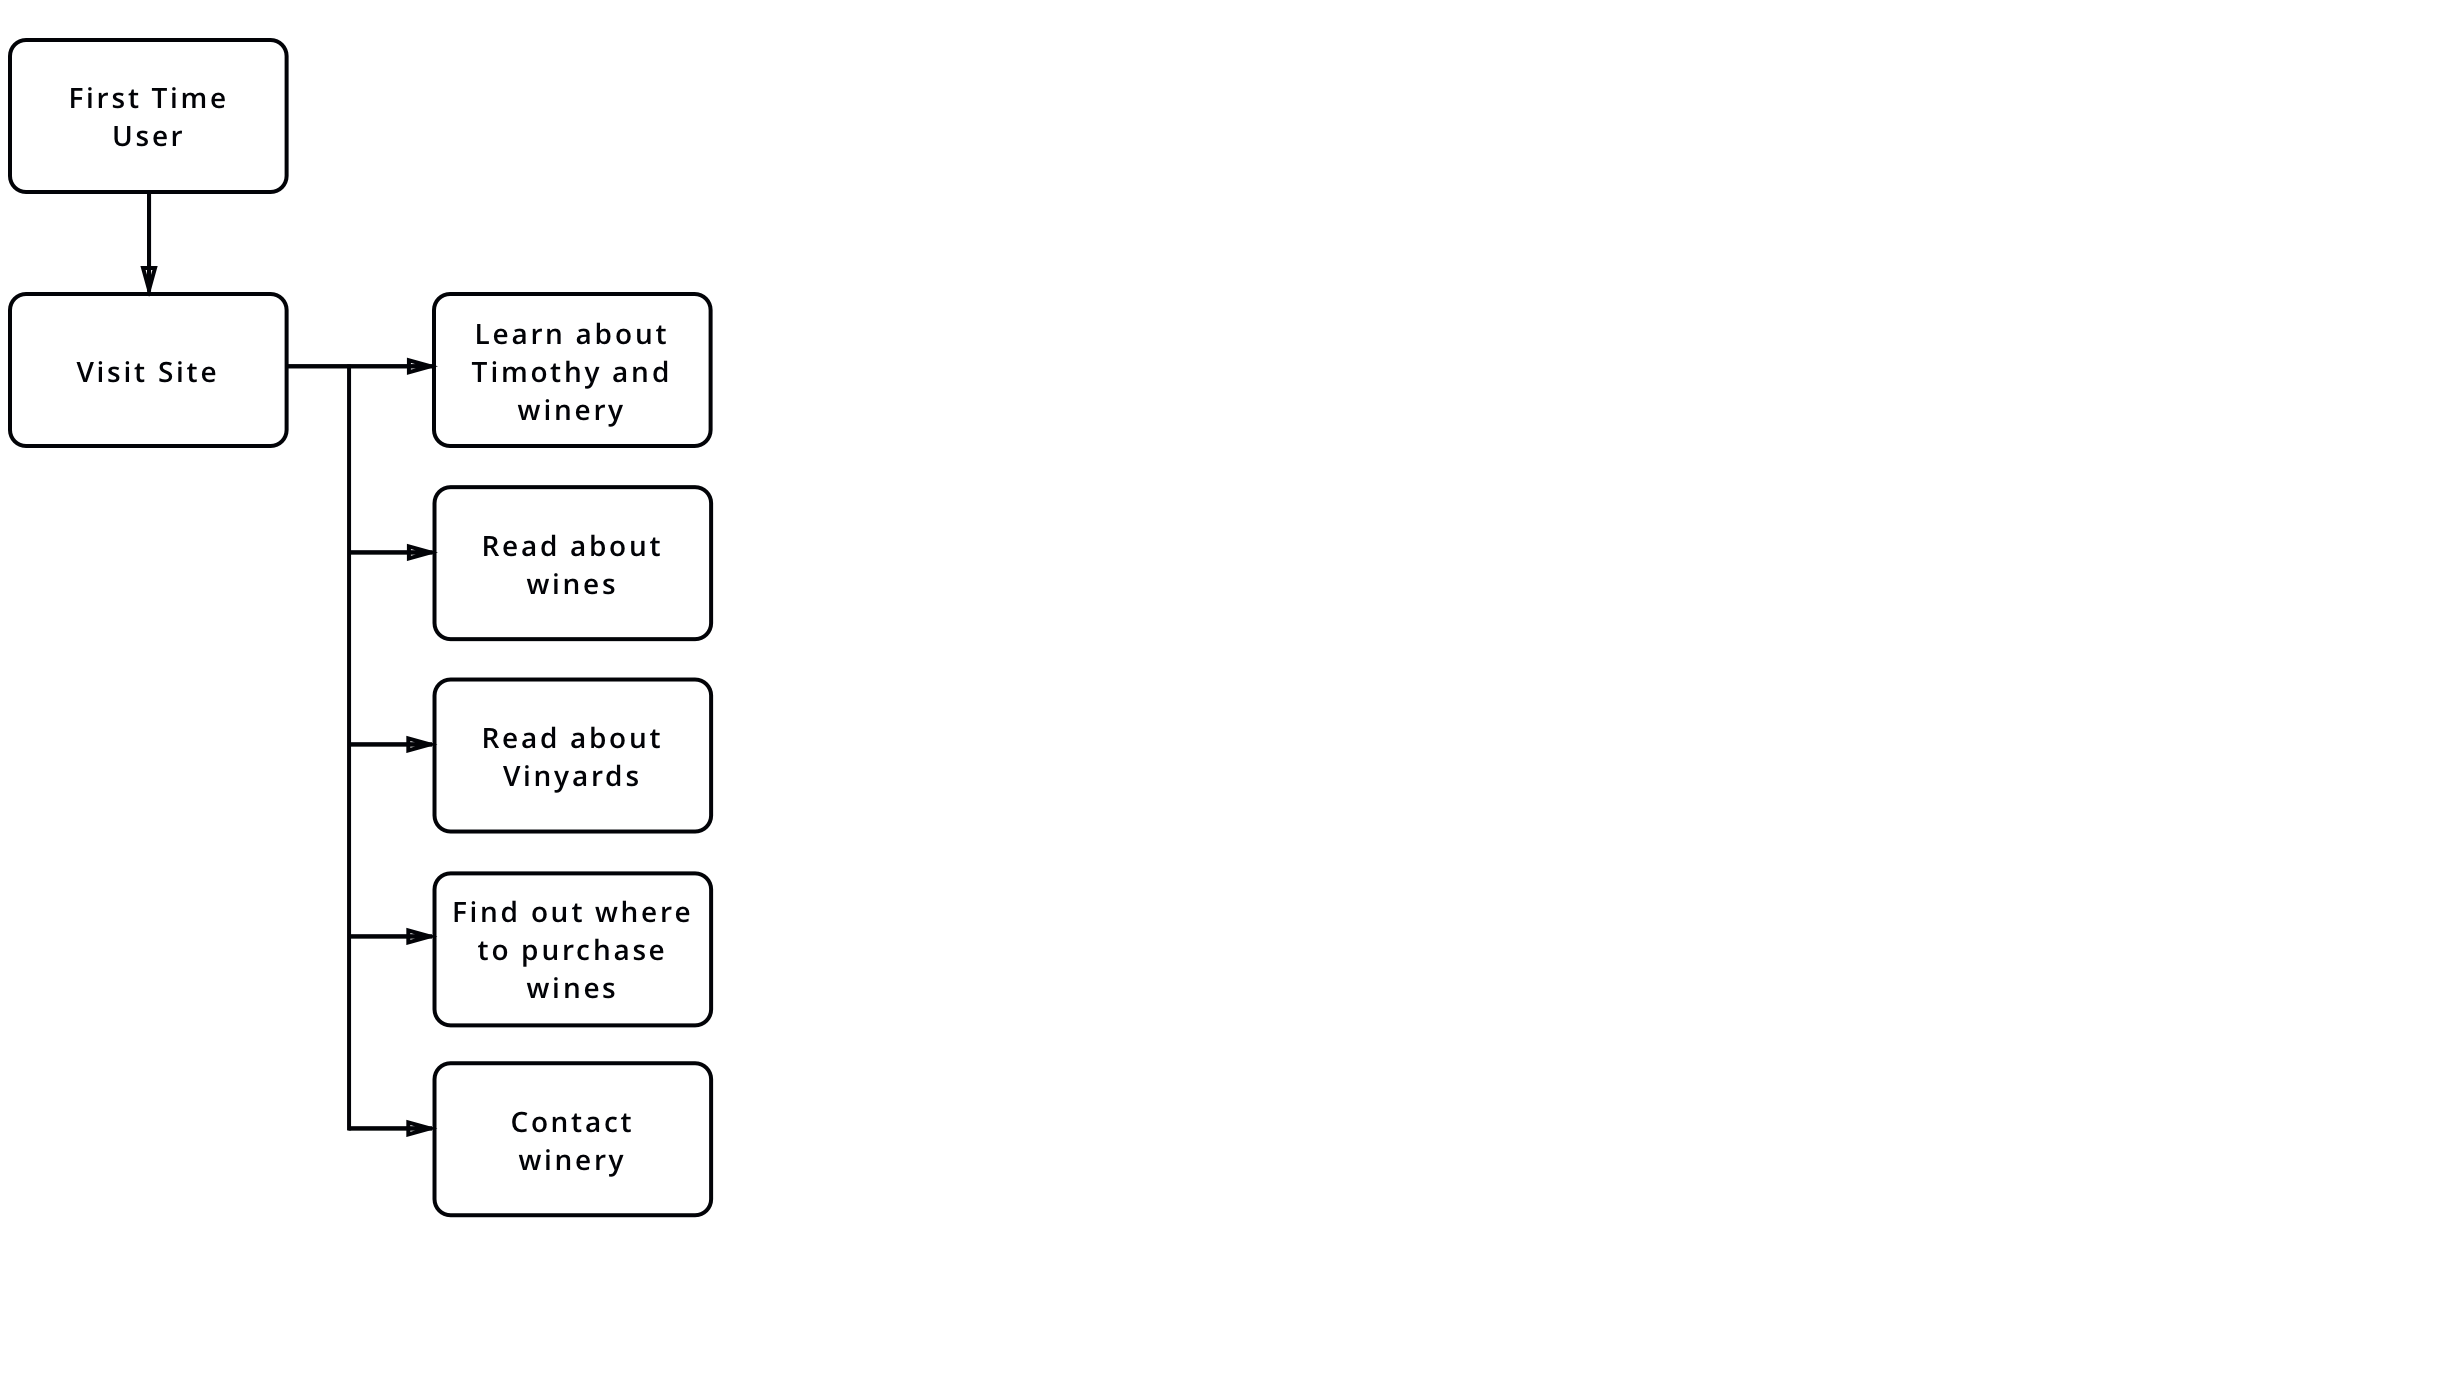 First Time
User
Visit Site
Learn about
Timothy and
winery
Read about
wines
Read about
Vinyards
Find out where
to purchase
wines
Contact
winery